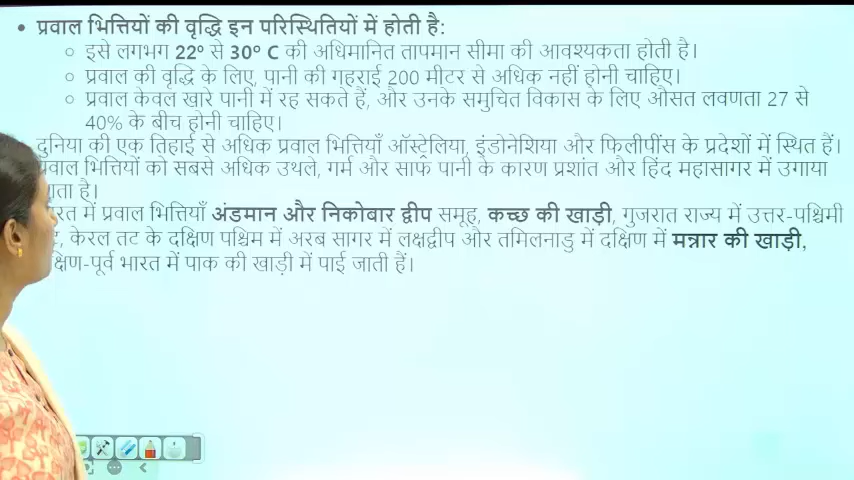 • प्रवाल भित्तियों की वृद्धि इन परिस्थितियों में होती है:
○ इसे लगभग 22° से 30° C की अधिमानित तापमान सीमा की आवश्यकता होती है।
○ प्रवाल की वृद्धि के लिए, पानी की गहराई 200 मीटर से अधिक नहीं होनी चाहिए।
○ प्रवाल केवल खारे पानी में रह सकते हैं, और उनके समुचित विकास के लिए औसत लवणता 27 से
40% के बीच होनी चाहिए।
दुनिया की एक तिहाई से अधिक प्रवाल भित्तियाँ ऑस्ट्रेलिया, इंडोनेशिया और फिलीपींस के प्रदेशों में स्थित हैं।
भित्तियों को सबसे अधिक उथले, गर्म और साफ पानी के कारण प्रशांत और हिंद महासागर में उगाया
है।
में प्रवाल भित्तियाँ अंडमान और निकोबार द्वीप समूह, कच्छ की खाड़ी, गुजरात राज्य में उत्तर-पश्चिमी
केरल तट के दक्षिण पश्चिम में अरब सागर में लक्षद्वीप और तमिलनाडु में दक्षिण में मन्नार की खाड़ी,
भारत में पाक की खाड़ी में पाई जाती हैं।